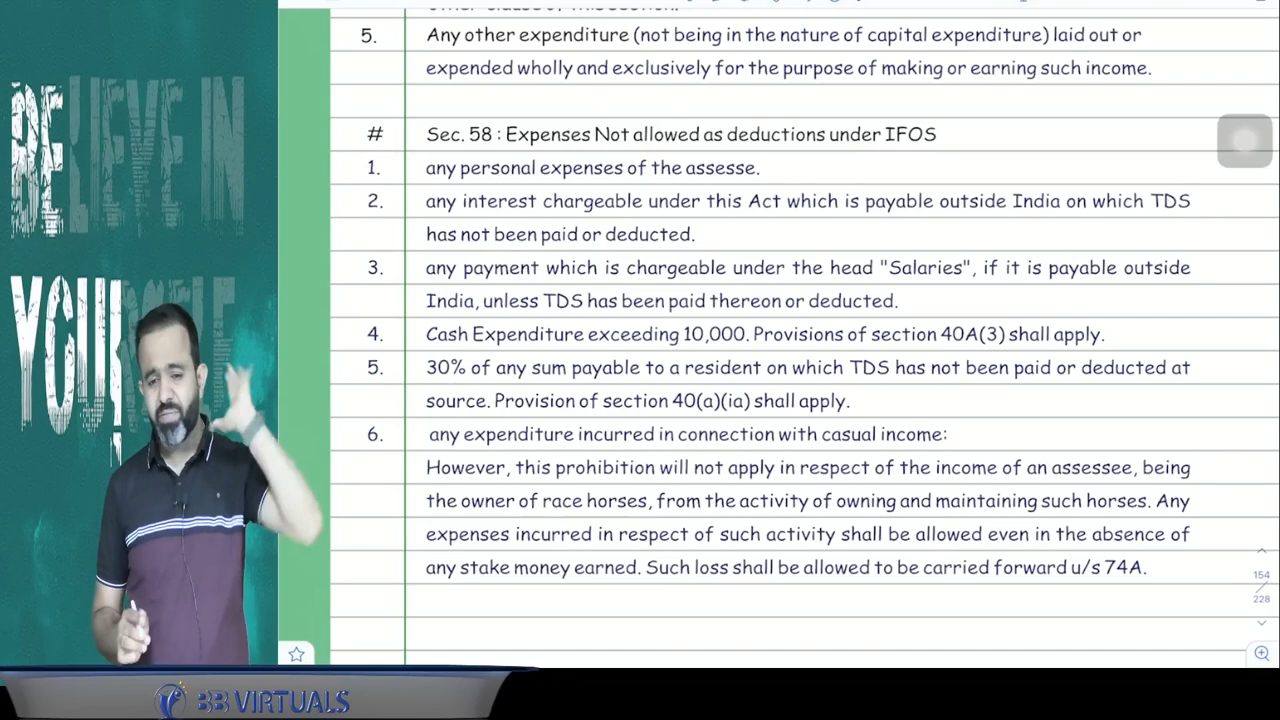 BELIEVE IN
YOURSELF
5. Any other expenditure (not being in the nature of capital expenditure) laid out or
expended wholly and exclusively for the purpose of making or earning such income.
# Sec. 58 : Expenses Not allowed as deductions under IFOS
1. any personal expenses of the assesse.
2. any interest chargeable under this Act which is payable outside India on which TDS
has not been paid or deducted.
3. any payment which is chargeable under the head "Salaries", if it is payable outside
India, unless TDS has been paid thereon or deducted.
4. Cash Expenditure exceeding 10,000. Provisions of section 40A(3) shall apply.
5. 30% of any sum payable to a resident on which TDS has not been paid or deducted at
source. Provision of section 40(a)(ia) shall apply.
6. any expenditure incurred in connection with casual income:
However, this prohibition will not apply in respect of the income of an assessee, being
the owner of race horses, from the activity of owning and maintaining such horses. Any
expenses incurred in respect of such activity shall be allowed even in the absence of
any stake money earned. Such loss shall be allowed to be carried forward u/s 74A.
154
228
BB VIRTUALS